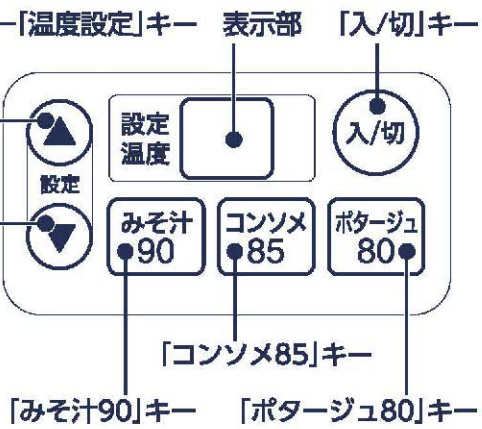 「温度設定」キー 表示部 「入/切」キー
▲ 設定 入/切
温度
設定
▼ みそ汁 コンソメ ポタージュ
90 85 80
「コンソメ85」キー
「みそ汁90」キー 「ポタージュ80」キー